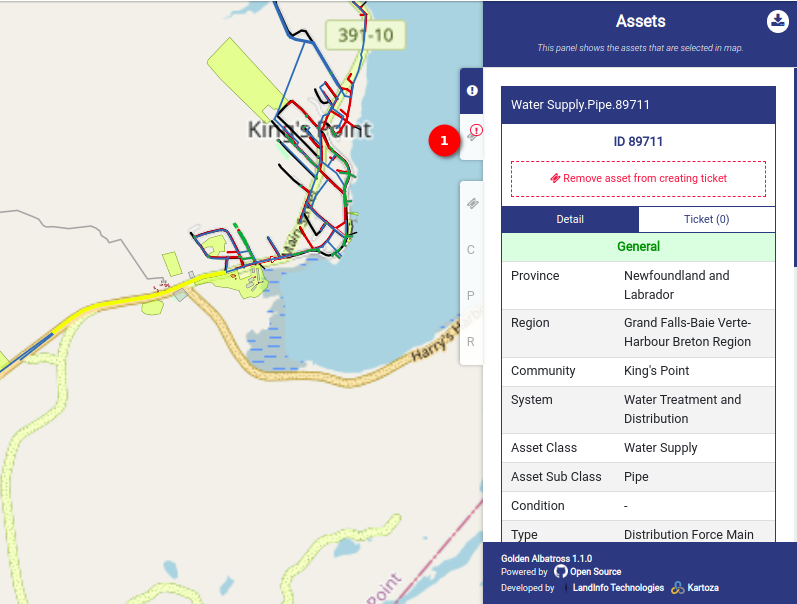 391-10
King's Point
Main S
Harry's Harbo
Point
1
C
P
R
Assets
This panel shows the assets that are selected in map.
Water Supply.Pipe.89711
ID 89711
Remove asset from creating ticket
Detail Ticket (0)
General
Province Newfoundland and
Labrador
Region Grand Falls-Baie Verte-
Harbour Breton Region
Community King's Point
System Water Treatment and
Distribution
Asset Class Water Supply
Asset Sub Class Pipe
Condition -
Type Distribution Force Main
Golden Albatross 1.1.0
Powered by Open Source
Developed by LandInfo Technologies Kartoza